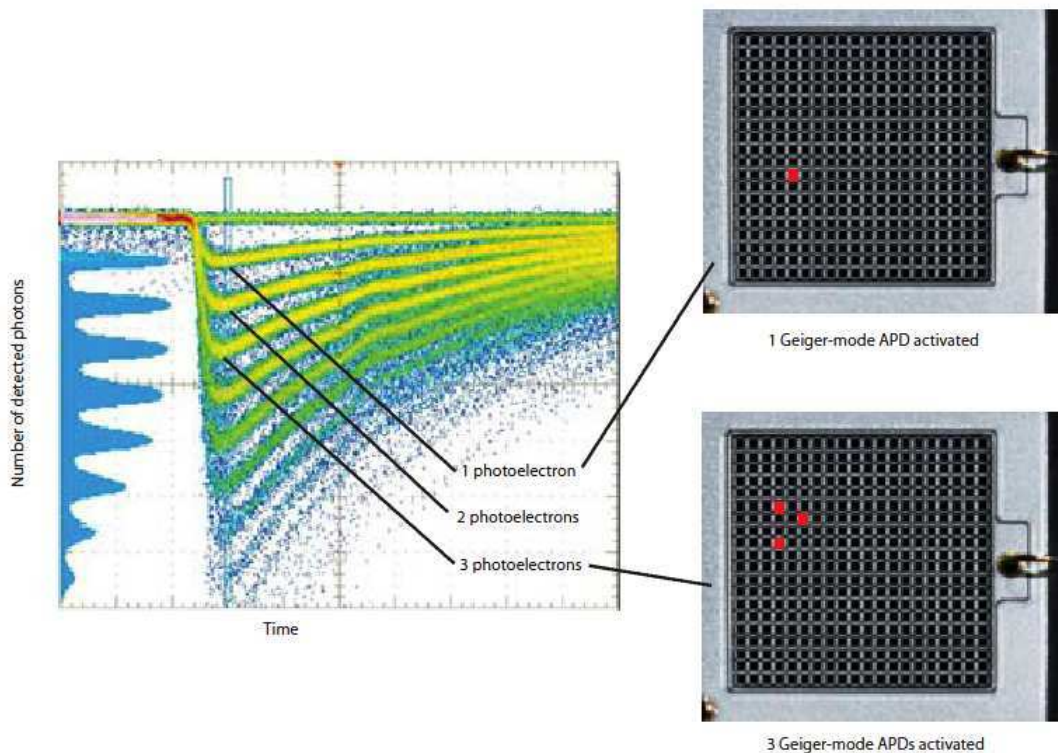 Number of detected photons
Time
1 photoelectron
2 photoelectrons
3 photoelectrons
1 Geiger-mode APD activated
3 Geiger-mode APDs activated